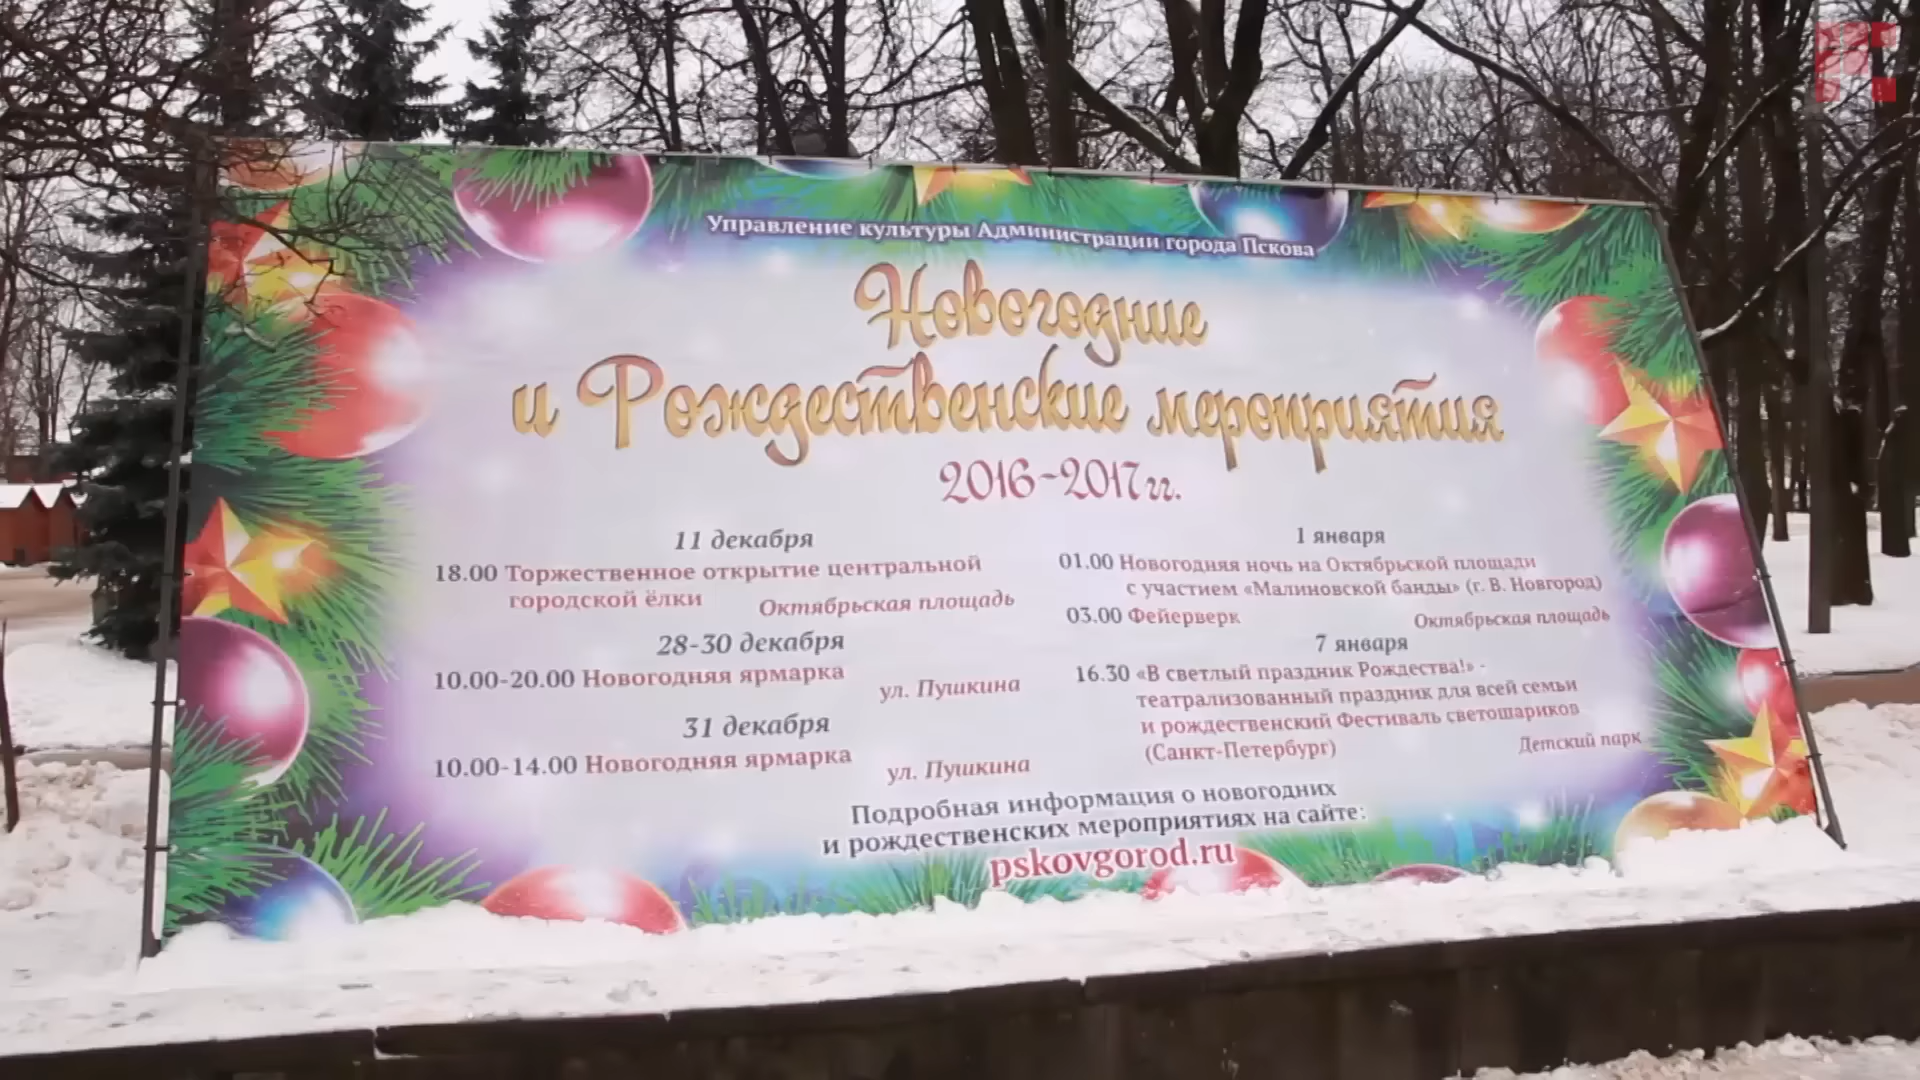 Управление культуры Администрации города Пскова
Новогодние
и Рождественские мероприятия
2016-2017гг.
11 декабря
18.00 Торжественное открытие центральной
городской ёлки
Октябрьская площадь
28-30 декабря
10.00-20.00 Новогодняя ярмарка
ул. Пушкина
31 декабря
10.00-14.00 Новогодняя ярмарка
ул. Пушкина
1 января
01.00 Новогодняя ночь на Октябрьской площади
с участием «Малиновской банды» (г. В. Новгород)
03.00 Фейерверк
Октябрьская площадь
7 января
16.30 «В светлый праздник Рождества!» -
театрализованный праздник для всей семьи
и рождественский Фестиваль светошариков
(Санкт-Петербург)
Детский парк
Подробная информация о новогодних
и рождественских мероприятиях на сайте:
pskovgorod.ru